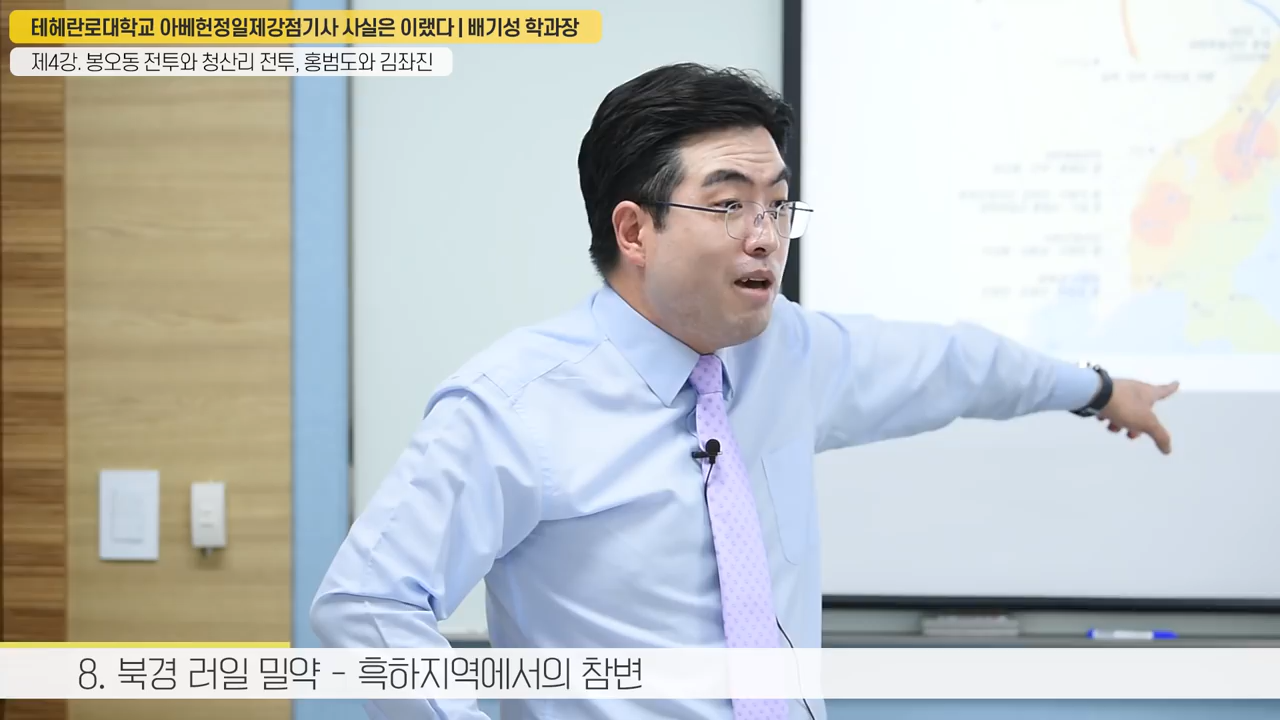 테헤란로대학교 아베헌정일제강점기사 사실은 이랬다 | 배기성 학과장
제4강. 봉오동 전투와 청산리 전투, 홍범도와 김좌진
8. 북경 러일 밀약 - 흑하지역에서의 참변